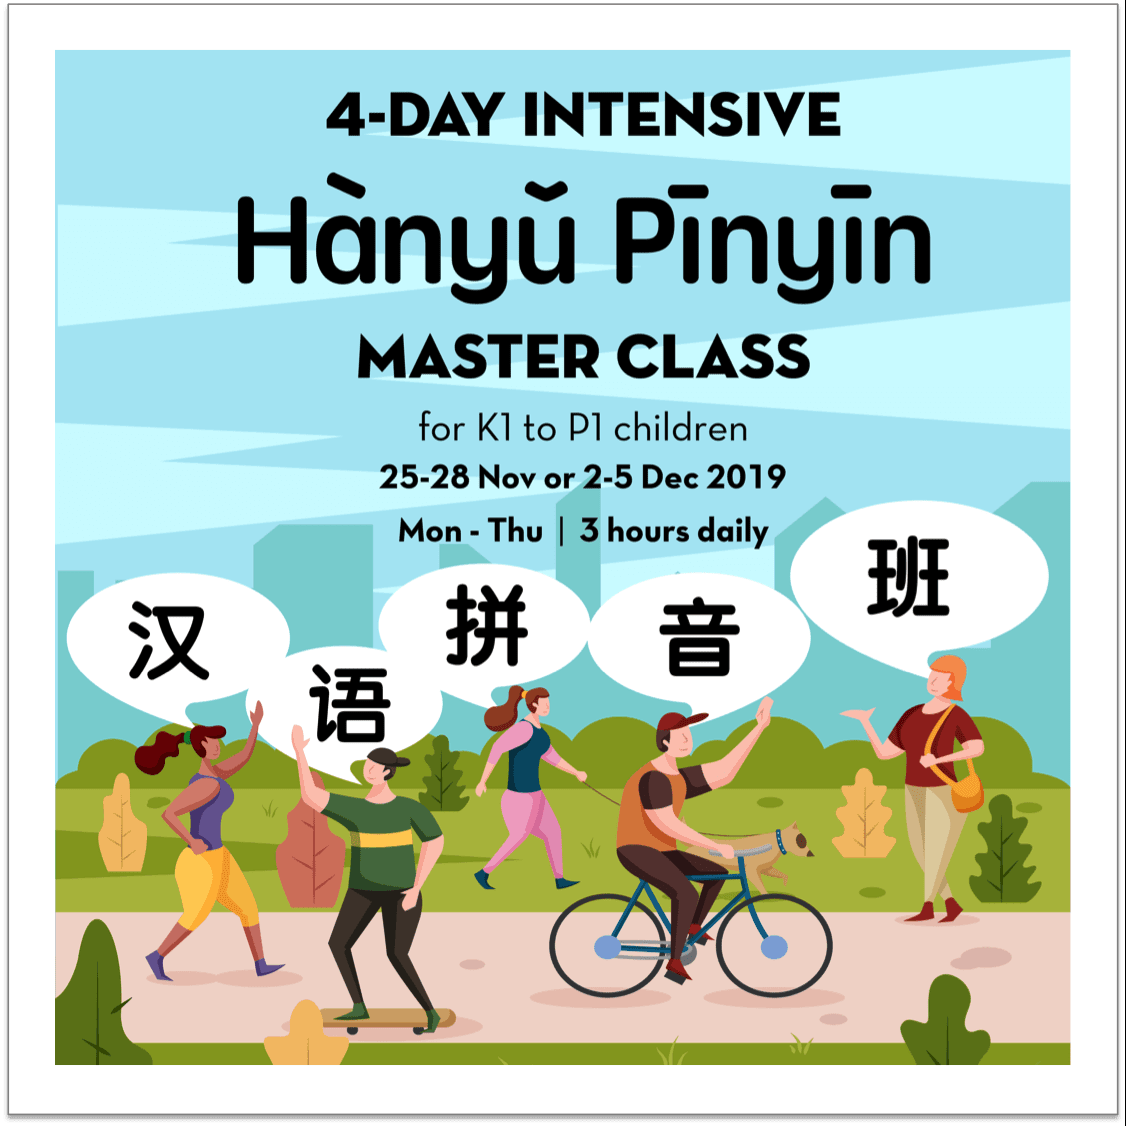 4-DAY INTENSIVE
Hànyǔ Pīnyīn
MASTER CLASS
for K1 to P1 children
25-28 Nov or 2-5 Dec 2019
Mon - Thu | 3 hours daily
汉
语
拼
音
班